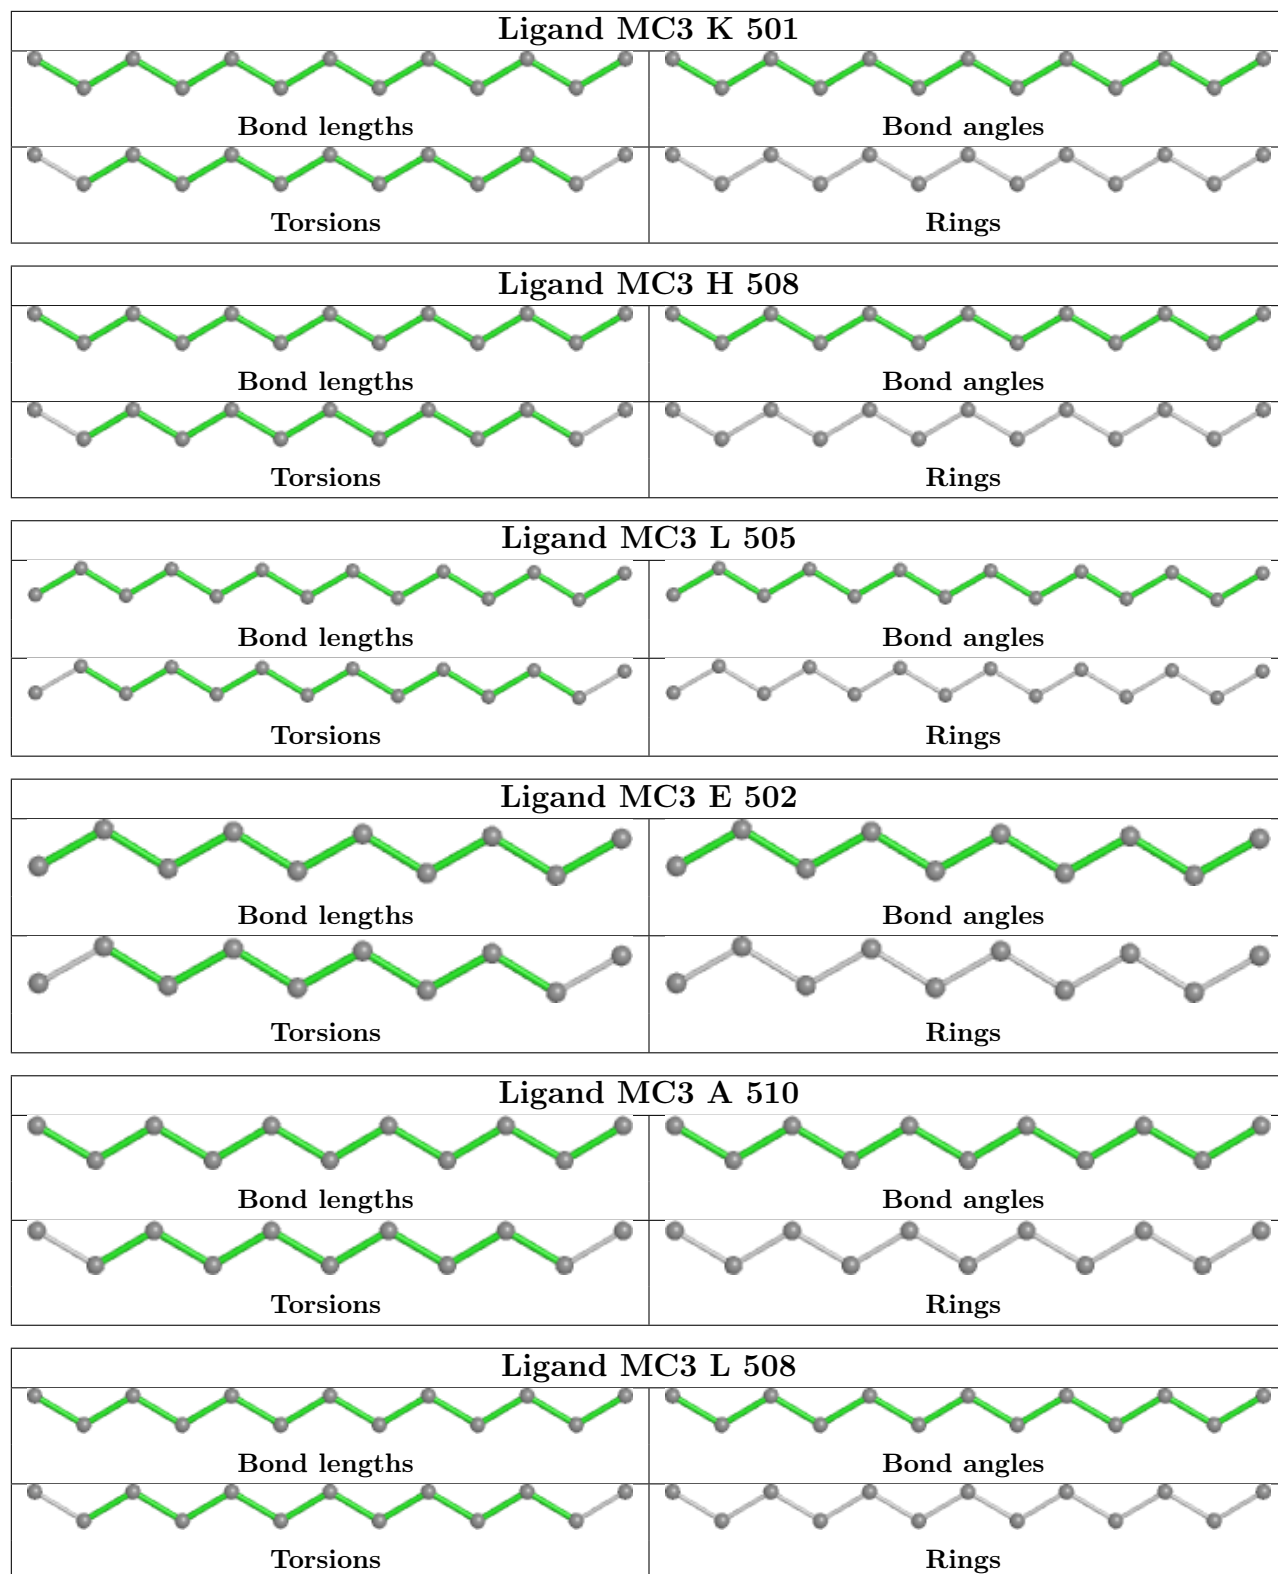 Ligand MC3 K 501
Bond lengths
Bond angles
Torsions
Rings
Ligand MC3 H 508
Bond lengths
Bond angles
Torsions
Rings
Ligand MC3 L 505
Bond lengths
Bond angles
Torsions
Rings
Ligand MC3 E 502
Bond lengths
Bond angles
Torsions
Rings
Ligand MC3 A 510
Bond lengths
Bond angles
Torsions
Rings
Ligand MC3 L 508
Bond lengths
Bond angles
Torsions
Rings